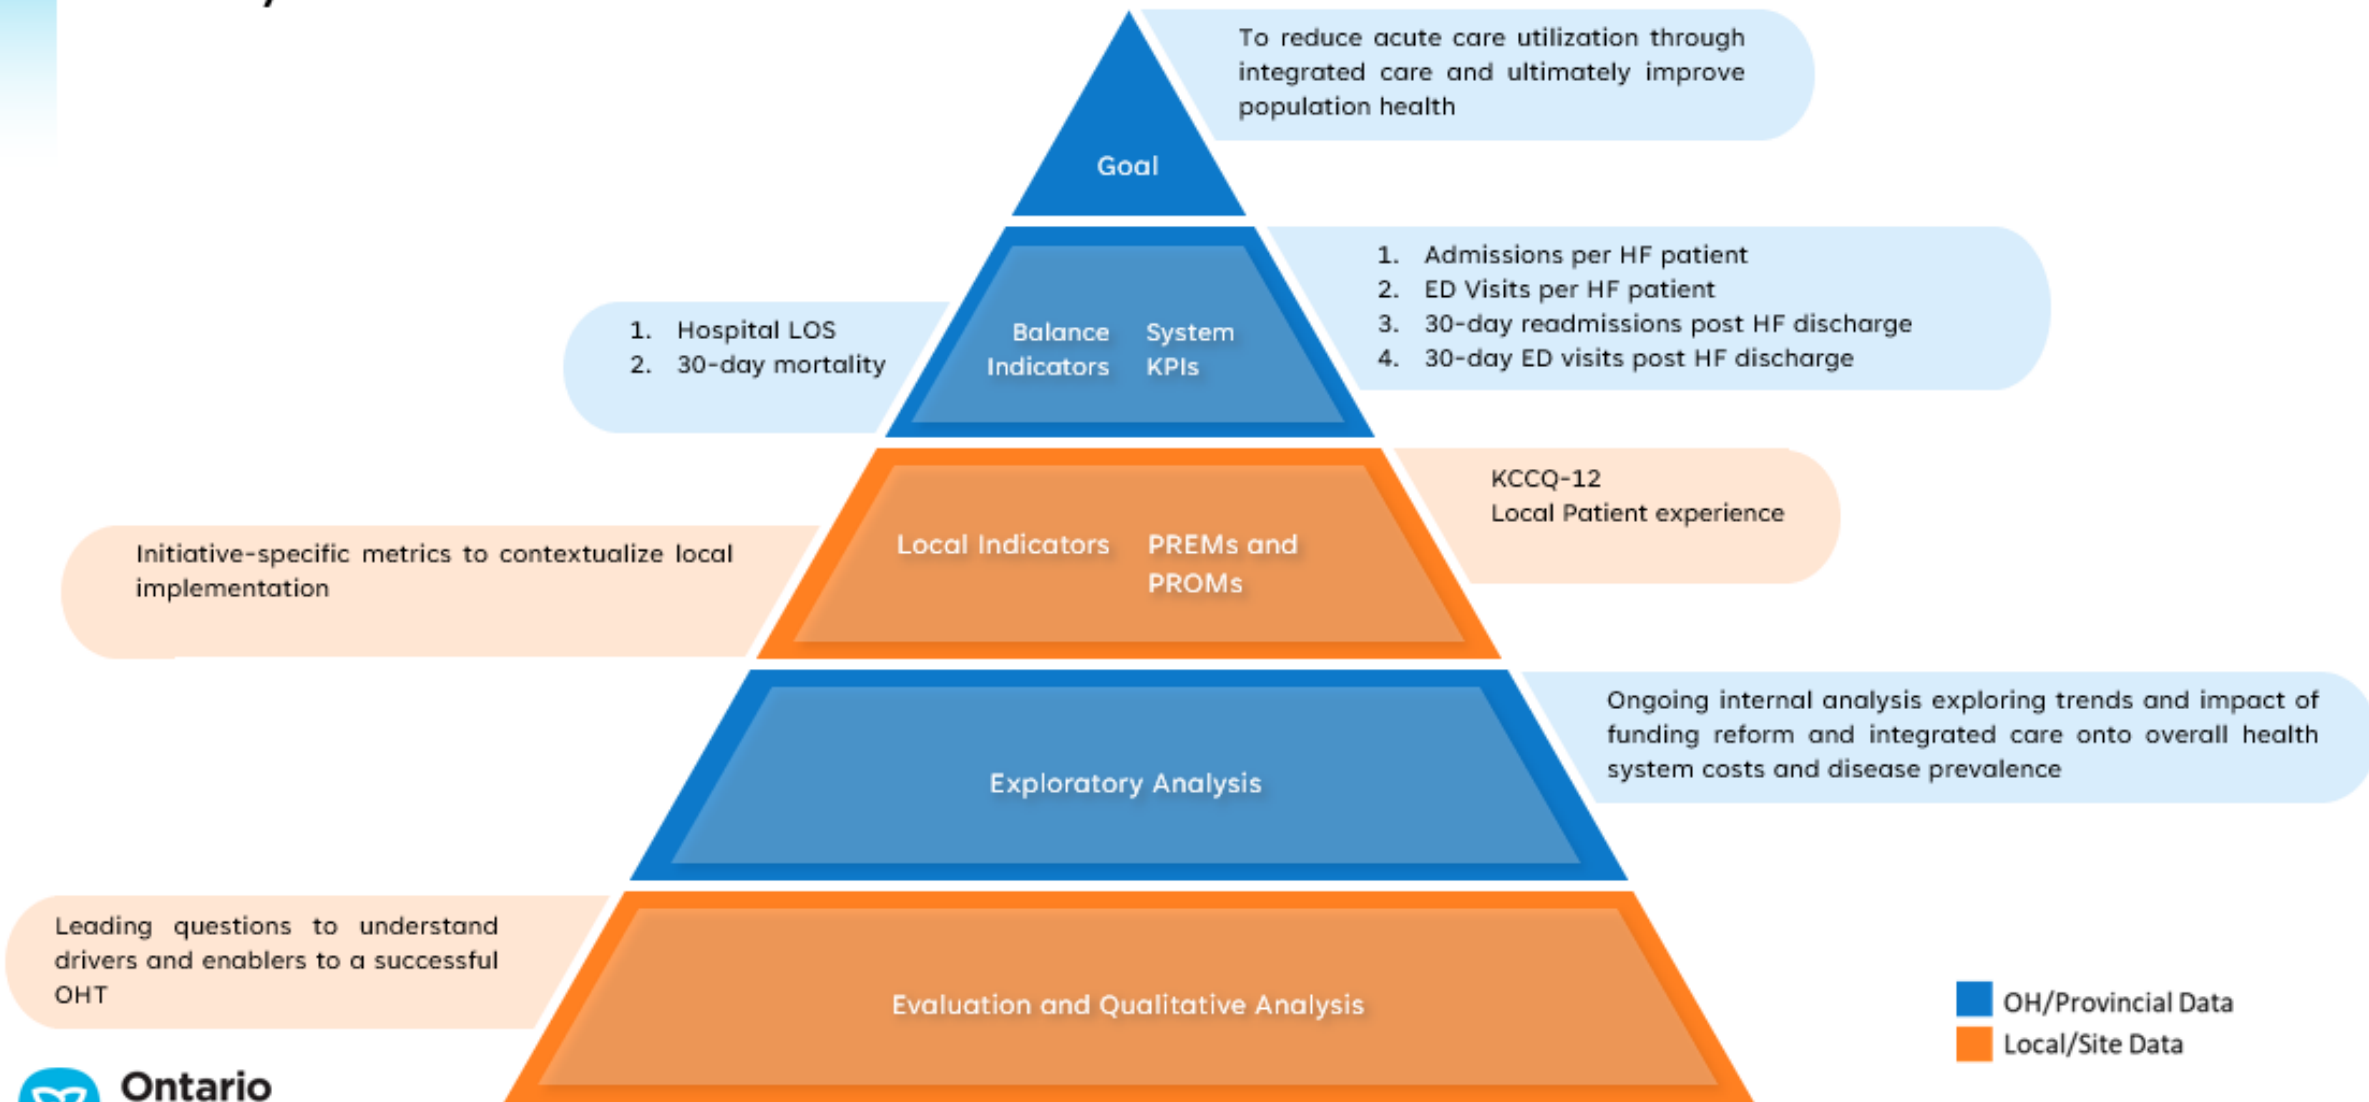 To reduce acute care utilization through
integrated care and ultimately improve
population health
Goal
1. Admissions per HF patient
2. ED Visits per HF patient
3. 30-day readmissions post HF discharge
4. 30-day ED visits post HF discharge
1. Hospital LOS
2. 30-day mortality
Balance
Indicators
System
KPIs
KCCQ-12
Local Patient experience
Local Indicators
PREMs and
PROMs
Initiative-specific metrics to contextualize local
implementation
Ongoing internal analysis exploring trends and impact of
funding reform and integrated care onto overall health
system costs and disease prevalence
Exploratory Analysis
Leading questions to understand
drivers and enablers to a successful
OHT
Evaluation and Qualitative Analysis
OH/Provincial Data
Local/Site Data
Ontario